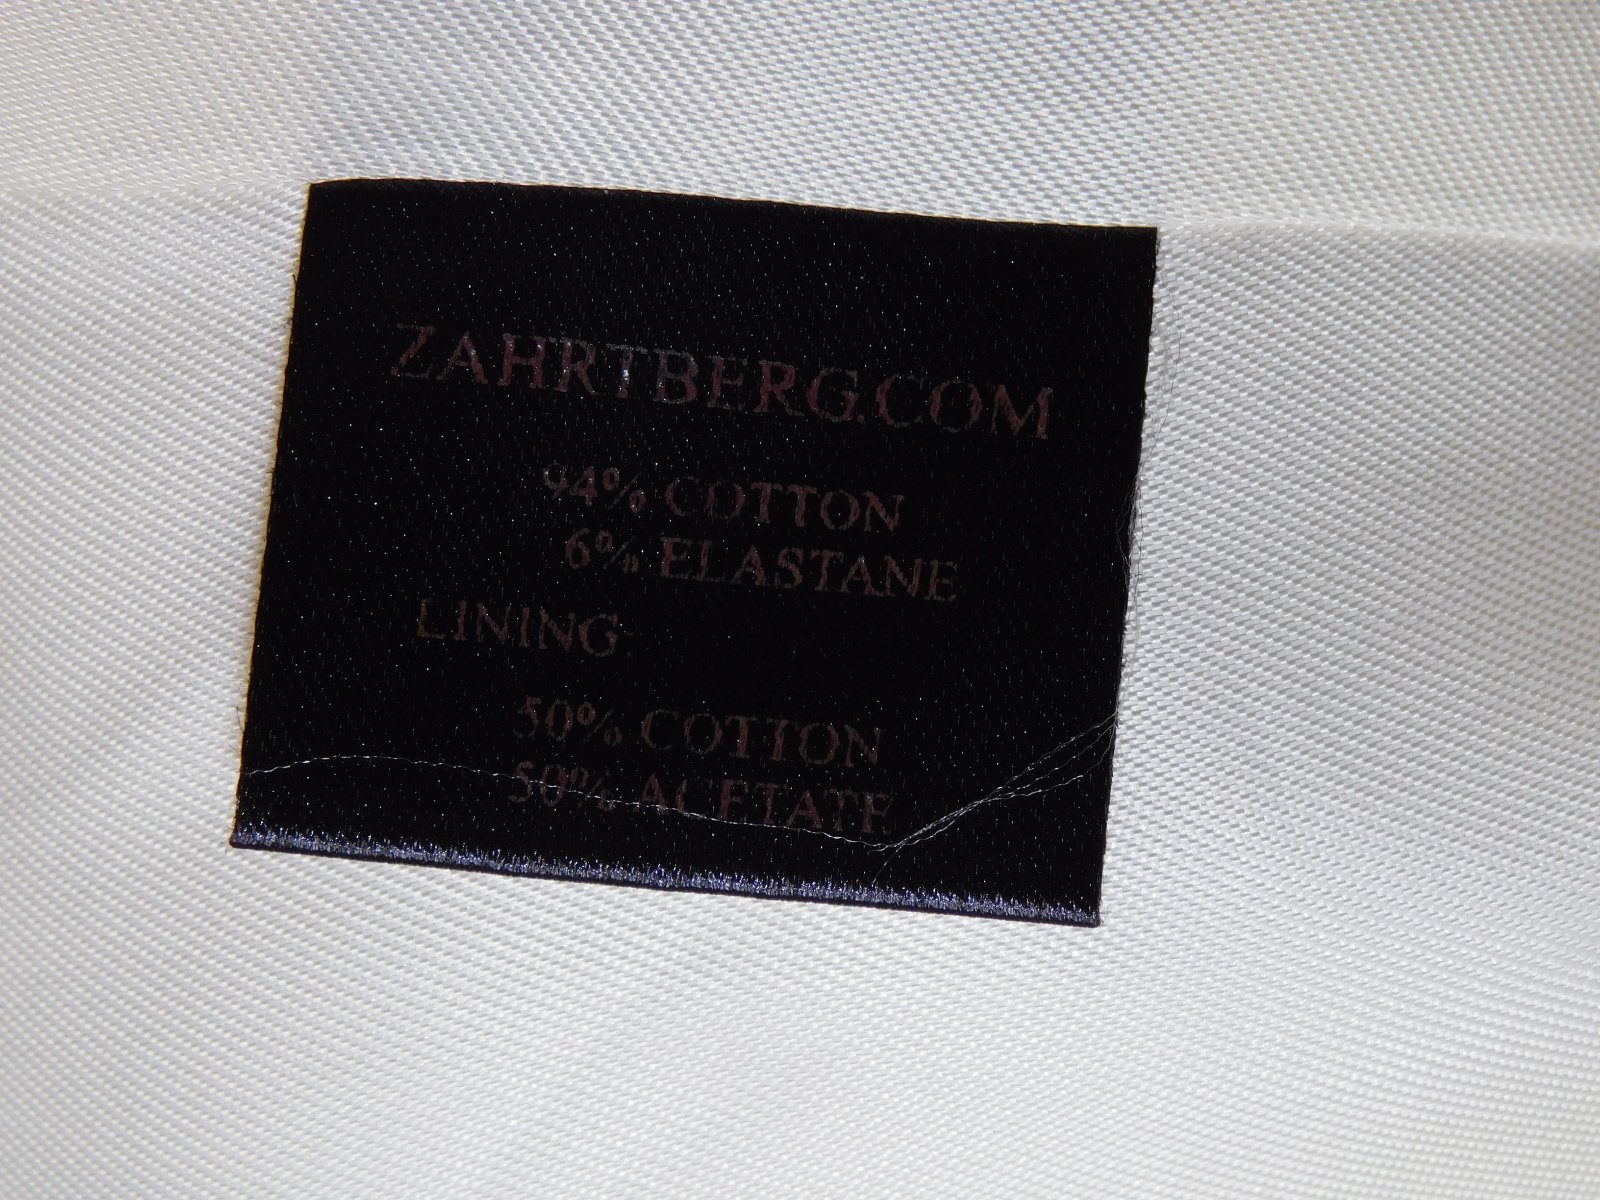 ZAHRTBERG.COM
94% COTTON
6% ELASTANE
LINING:
50% COTTON
50% ACETATE